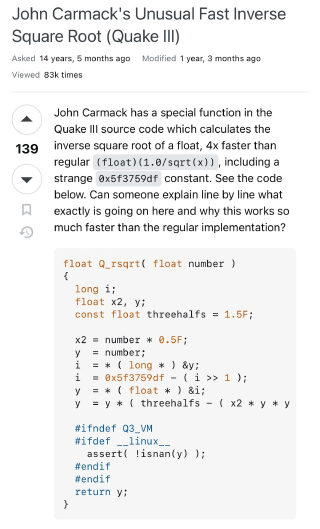 John Carmack's Unusual Fast Inverse
Square Root (Quake III)
Asked 14 years, 5 months ago Modified 1 year, 3 months ago
Viewed 83k times
John Carmack has a special function in the
Quake III source code which calculates the
inverse square root of a float, 4x faster than
regular (float)(1.0/sqrt(x)), including a
strange 0x5f3759df constant. See the code
below. Can someone explain line by line what
exactly is going on here and why this works so
much faster than the regular implementation?
139
float Q_rsqrt( float number )
{
  long i;
  float x2, y;
  const float threehalfs = 1.5F;

  x2 = number * 0.5F;
  y  = number;
  i  = * ( long * ) &y;
  i  = 0x5f3759df - ( i >> 1 );
  y  = * ( float * ) &i;
  y  = y * ( threehalfs - ( x2 * y * y

  #ifndef Q3_VM
  #ifdef __linux__
    assert( !isnan(y) );
  #endif
  #endif
  return y;
}